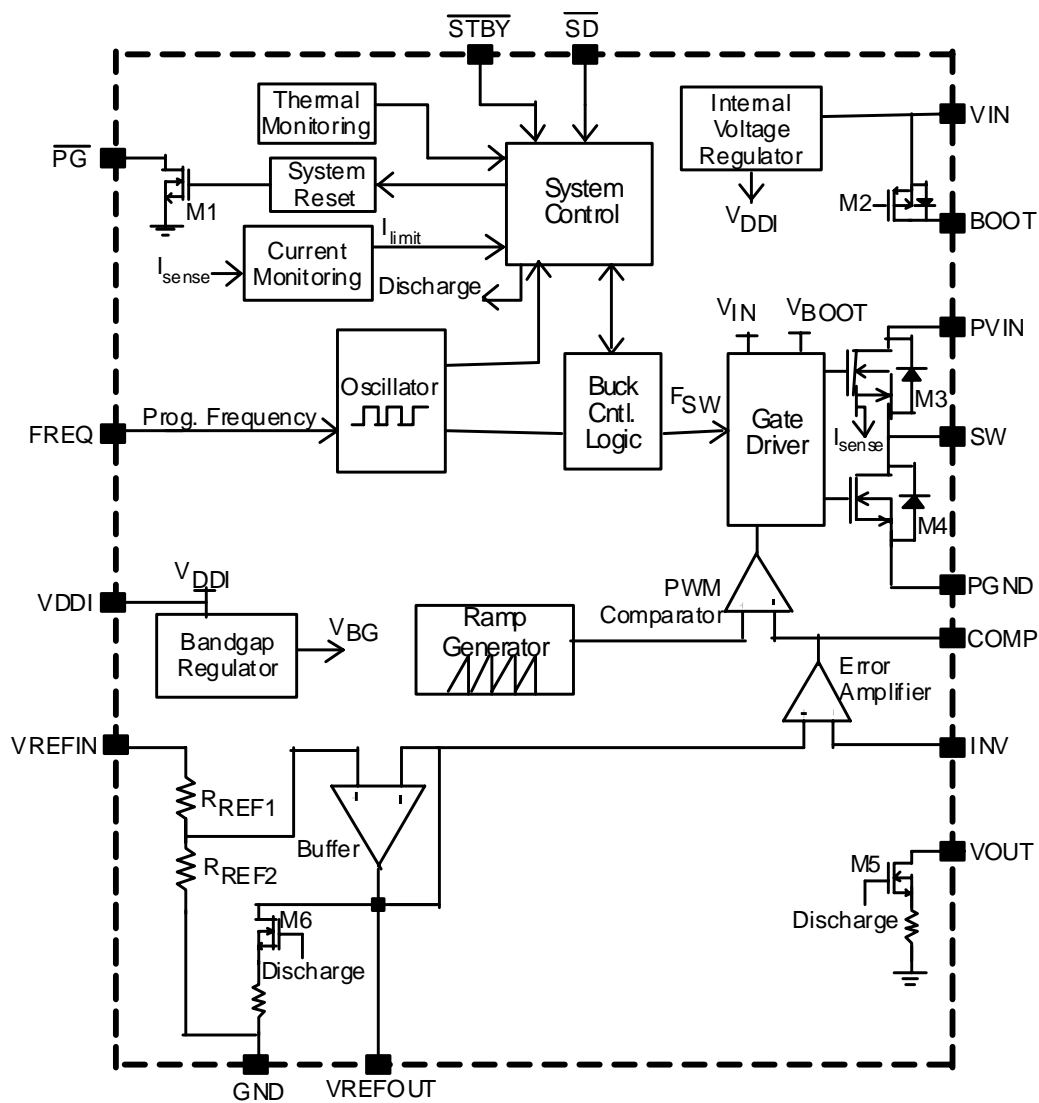 STBY
SD
Thermal
Monitoring
Internal
Voltage
Regulator
VIN
PG
System
Reset
M1
System
Control
M2
VDDI
BOOT
Ilimit
Current
Monitoring
Isense
Discharge
VIN
VBOOT
PVIN
Oscillator
Buck
Cntl.
Logic
FSW
Gate
Driver
M3
Isense
Prog. Frequency
FREQ
SW
M4
VDDI
VDDI
Bandgap
Regulator
VBG
Ramp
Generator
PWM
Comparator
PGND
COMP
Error
Amplifier
VREFIN
INV
RREF1
Buffer
RREF2
M5
VOUT
M6
Discharge
Discharge
GND
VREFOUT